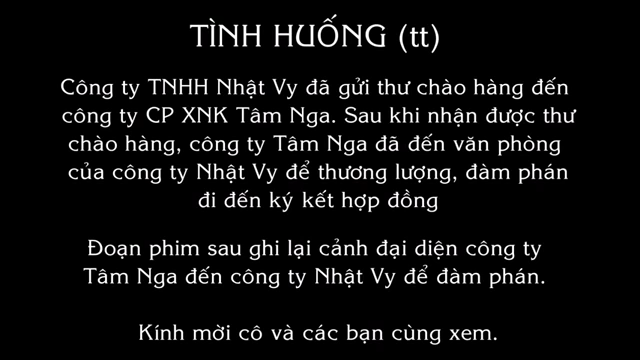 TÌNH HUỐNG (tt)
Công ty TNHH Nhật Vy đã gửi thư chào hàng đến
công ty CP XNK Tâm Nga. Sau khi nhận được thư
chào hàng, công ty Tâm Nga đã đến văn phòng
của công ty Nhật Vy để thương lượng, đàm phán
đi đến ký kết hợp đồng
Đoạn phim sau ghi lại cảnh đại diện công ty
Tâm Nga đến công ty Nhật Vy để đàm phán.
Kính mời cô và các bạn cùng xem.